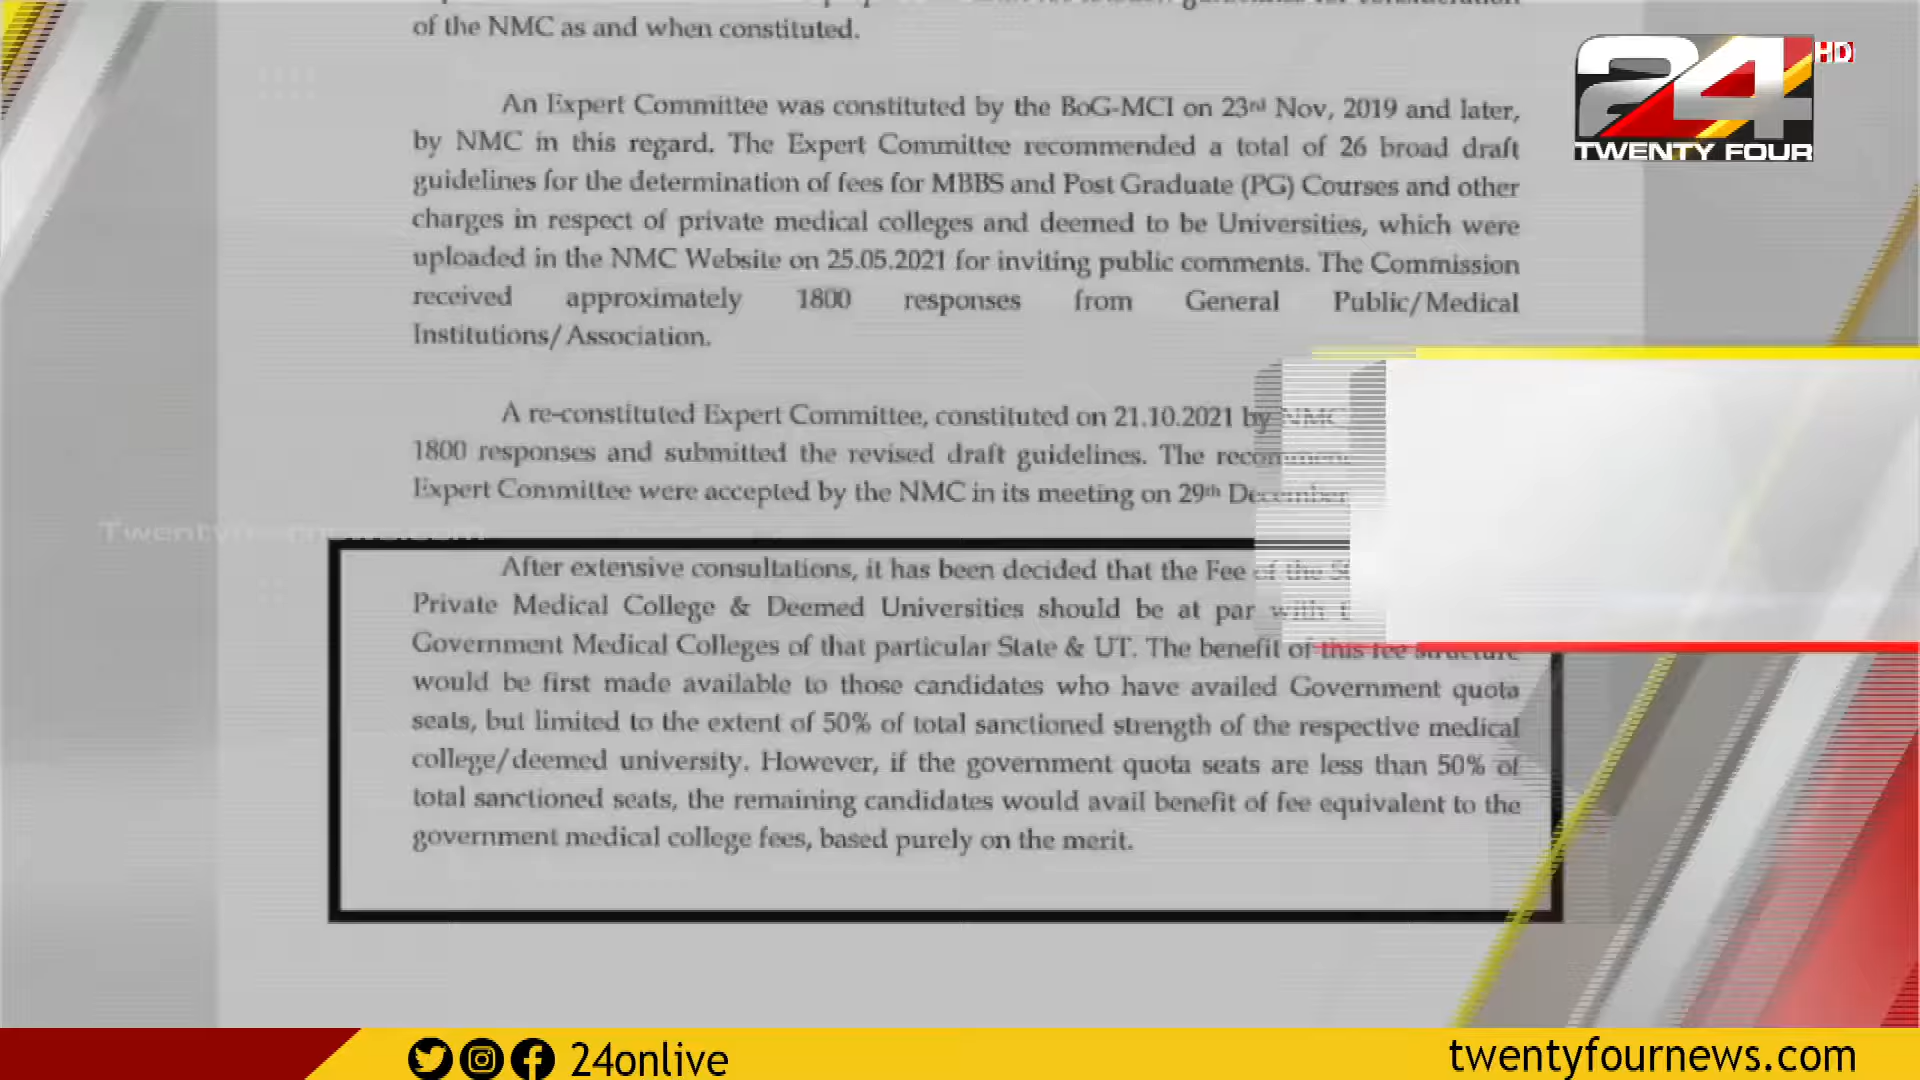 of the NMC as and when constituted.
An Expert Committee was constituted by the BoG-MCI on 23rd Nov, 2019 and later,
by NMC in this regard. The Expert Committee recommended a total of 26 broad draft
guidelines for the determination of fees for MBBS and Post Graduate (PG) Courses and other
charges in respect of private medical colleges and deemed to be Universities, which were
uploaded in the NMC Website on 25.05.2021 for inviting public comments. The Commission
received approximately 1800 responses from General Public/Medical
Institutions/Association.
A re-constituted Expert Committee, constituted on 21.10.2021 by NMC
1800 responses and submitted the revised draft guidelines. The
Expert Committee were accepted by the NMC in its meeting on 29th December
Twentyfournews.com
After extensive consultations, it has been decided that the Fee of the
Private Medical College & Deemed Universities should be at par with
Government Medical Colleges of that particular State & UT. The benefit of this fee structure
would be first made available to those candidates who have availed Government quota
seats, but limited to the extent of 50% of total sanctioned strength of the respective medical
college/deemed university. However, if the government quota seats are less than 50% of
total sanctioned seats, the remaining candidates would avail benefit of fee equivalent to the
government medical college fees, based purely on the merit.
24 HD
TWENTY FOUR
24onlive
twentyfournews.com